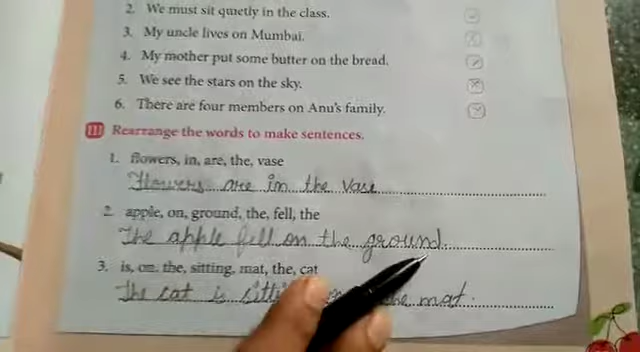 2. We must sit quietly in the class.
3. My uncle lives on Mumbai.
4. My mother put some butter on the bread.
5. We see the stars on the sky.
6. There are four members on Anu's family.
III Rearrange the words to make sentences.
1. flowers, in, are, the, vase
Flowers are in the vase
2. apple, on, ground, the, fell, the
The apple fell on the ground.
3. is, on, the, sitting, mat, the, cat
The cat is the mat.